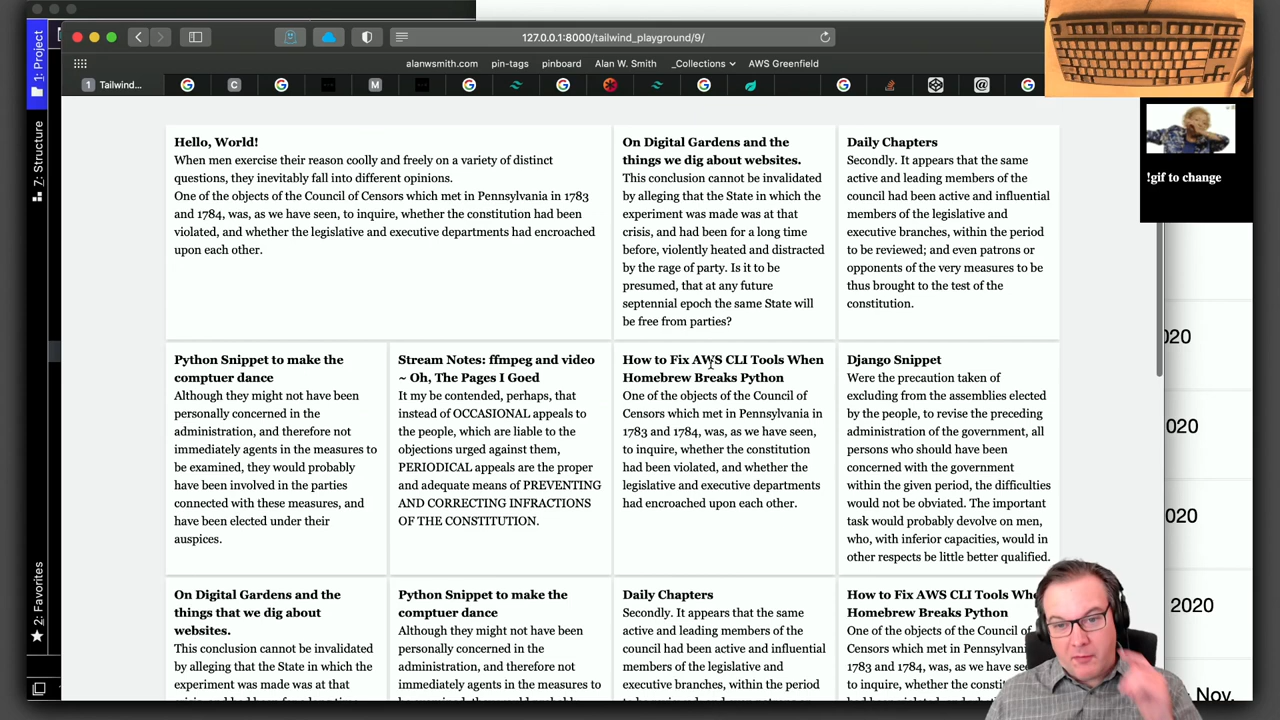 1: Project
7: Structure
2: Favorites
127.0.0.1:8000/tailwind_playground/9/
alanwsmith.com
pin-tags
pinboard
Alan W. Smith
_Collections
AWS Greenfield
1 Tailwind...
Hello, World!
When men exercise their reason coolly and freely on a variety of distinct
questions, they inevitably fall into different opinions.
One of the objects of the Council of Censors which met in Pennsylvania in 1783
and 1784, was, as we have seen, to inquire, whether the constitution had been
violated, and whether the legislative and executive departments had encroached
upon each other.
On Digital Gardens and the
things we dig about websites.
This conclusion cannot be invalidated
by alleging that the State in which the
experiment was made was at that
crisis, and had been for a long time
before, violently heated and distracted
by the rage of party. Is it to be
presumed, that at any future
septennial epoch the same State will
be free from parties?
Daily Chapters
Secondly. It appears that the same
active and leading members of the
council had been active and influential
members of the legislative and
executive branches, within the period
to be reviewed; and even patrons or
opponents of the very measures to be
thus brought to the test of the
constitution.
!gif to change
Python Snippet to make the
comptuer dance
Although they might not have been
personally concerned in the
administration, and therefore not
immediately agents in the measures to
be examined, they would probably
have been involved in the parties
connected with these measures, and
have been elected under their
auspices.
Stream Notes: ffmpeg and video
~ Oh, The Pages I Goed
It my be contended, perhaps, that
instead of OCCASIONAL appeals to
the people, which are liable to the
objections urged against them,
PERIODICAL appeals are the proper
and adequate means of PREVENTING
AND CORRECTING INFRACTIONS
OF THE CONSTITUTION.
How to Fix AWS CLI Tools When
Homebrew Breaks Python
One of the objects of the Council of
Censors which met in Pennsylvania in
1783 and 1784, was, as we have seen,
to inquire, whether the constitution
had been violated, and whether the
legislative and executive departments
had encroached upon each other.
Django Snippet
Were the precaution taken of
excluding from the assemblies elected
by the people, to revise the preceding
administration of the government, all
persons who should have been
concerned with the government
within the given period, the difficulties
would not be obviated. The important
task would probably devolve on men,
who, with inferior capacities, would in
other respects be little better qualified.
On Digital Gardens and the
things that we dig about
websites.
This conclusion cannot be invalidated
by alleging that the State in which the
experiment was made was at that
Python Snippet to make the
comptuer dance
Although they might not have been
personally concerned in the
administration, and therefore not
immediately agents in the measures to
Daily Chapters
Secondly. It appears that the same
active and leading members of the
council had been active and influential
members of the legislative and
executive branches, within the period
How to Fix AWS CLI Tools Whe
Homebrew Breaks Python
One of the objects of the Council of
Censors which met in Pennsylvani
1783 and 1784, was, as we have se
to inquire, whether the constitu
2020
020
020
2020
Nov.